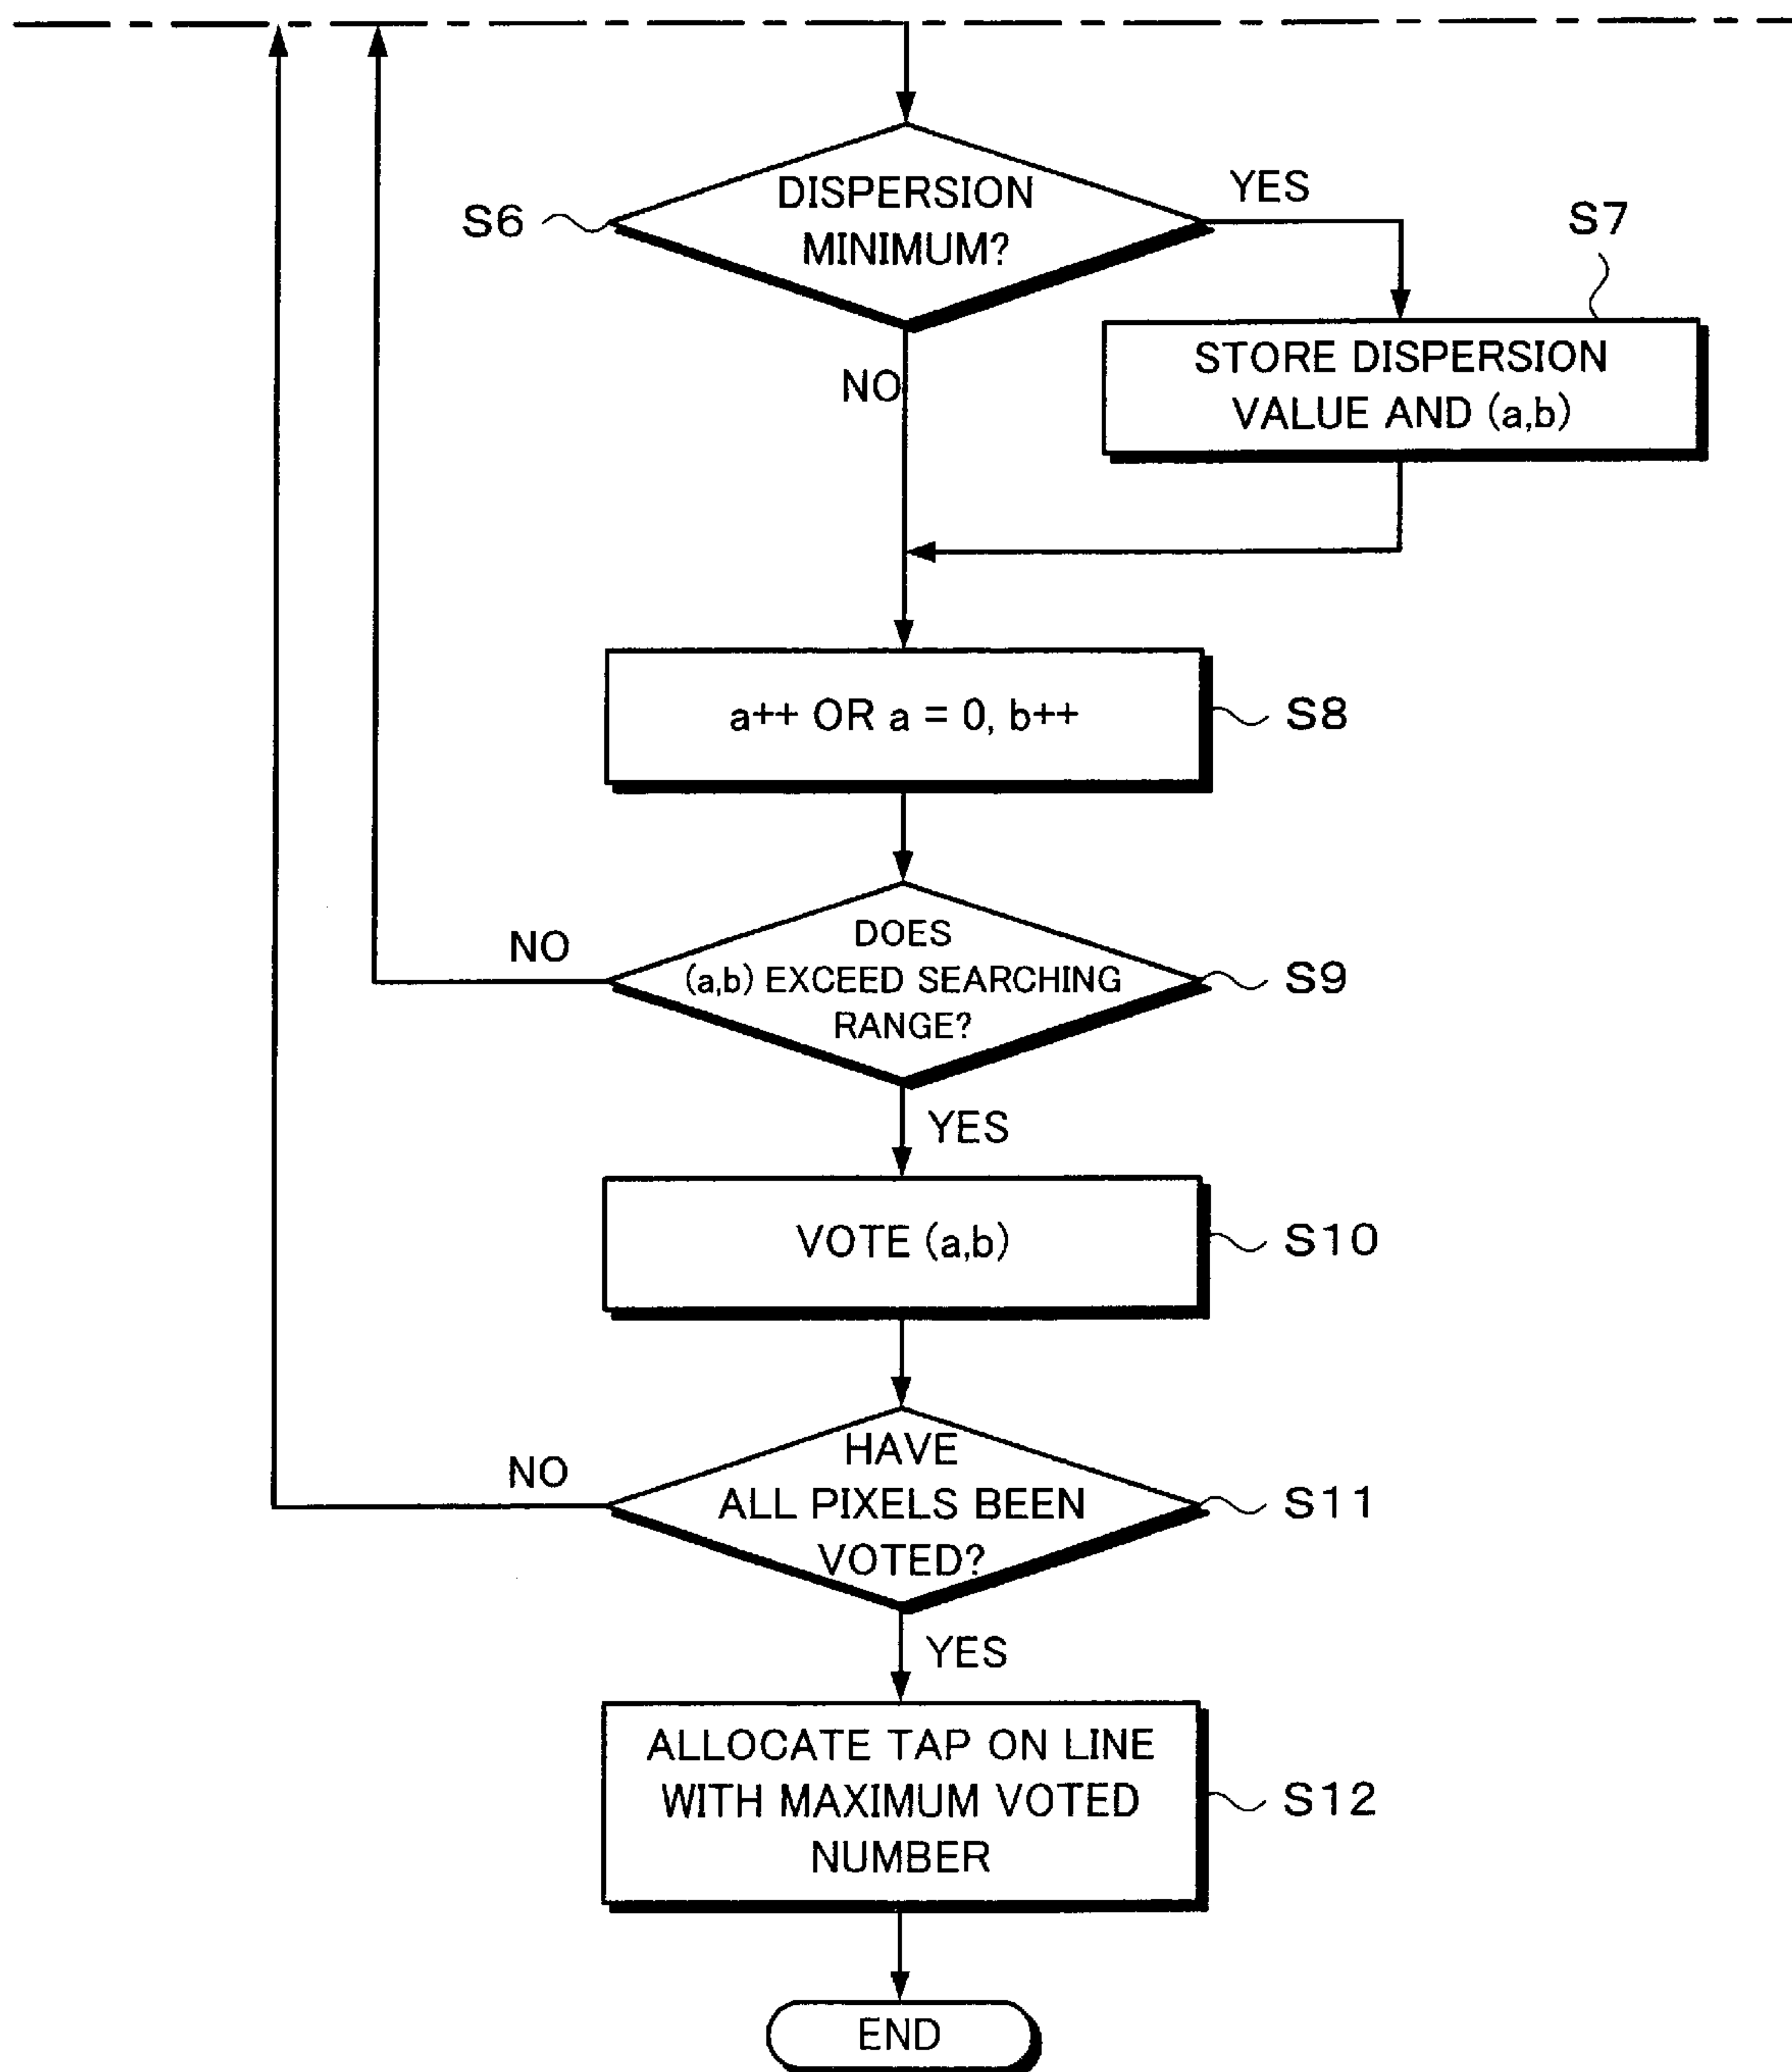 DISPERSION
MINIMUM?
S6
YES
S7
STORE DISPERSION
VALUE AND (a,b)
NO
a++ OR a = 0, b++
S8
NO
DOES
(a,b) EXCEED SEARCHING
RANGE?
S9
YES
VOTE (a,b)
S10
NO
HAVE
ALL PIXELS BEEN
VOTED?
S11
YES
ALLOCATE TAP ON LINE
WITH MAXIMUM VOTED
NUMBER
S12
END